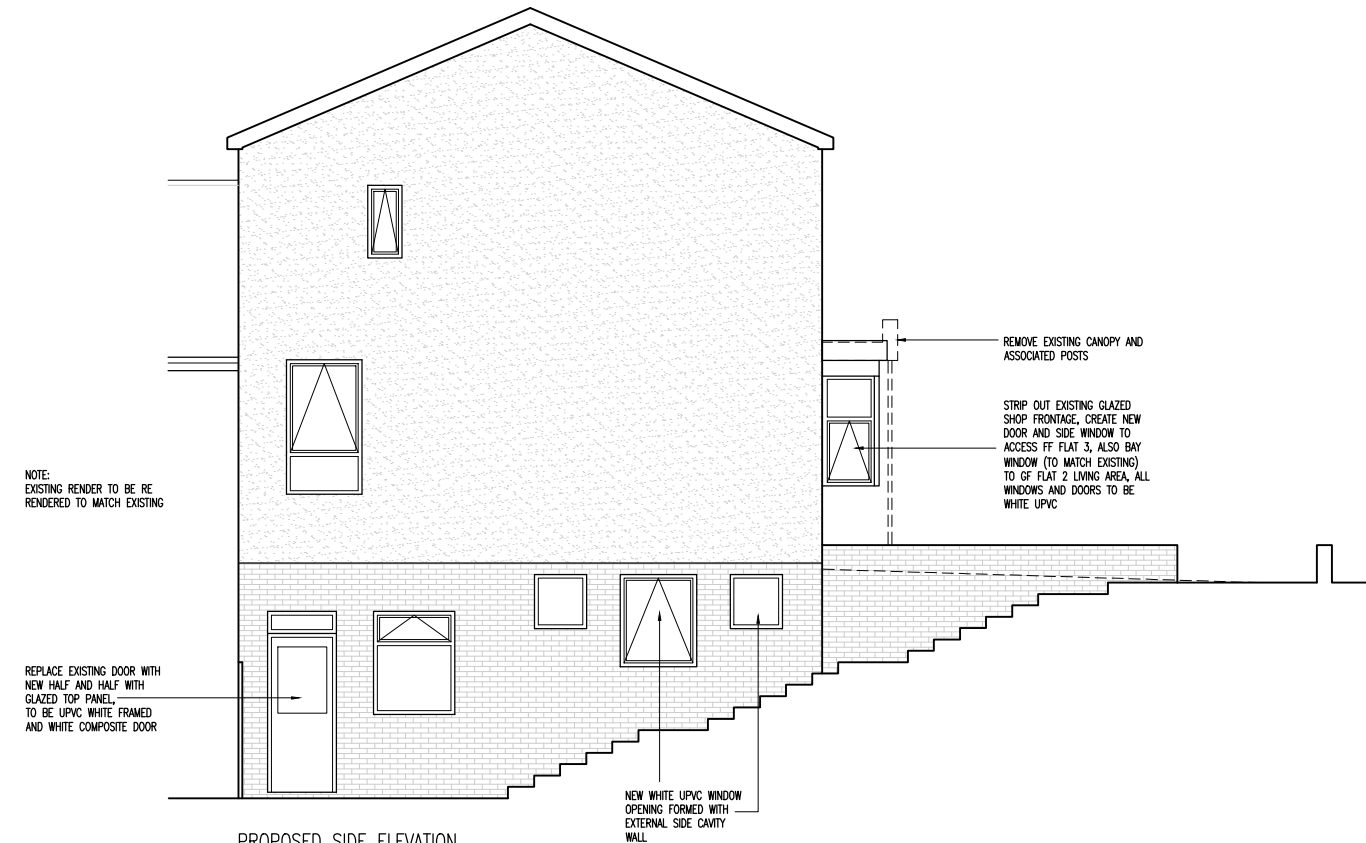 REMOVE EXISTING CANOPY AND
ASSOCIATED POSTS
STRIP OUT EXISTING GLAZED
SHOP FRONTAGE, CREATE NEW
DOOR AND SIDE WINDOW TO
ACCESS FF FLAT 3, ALSO BAY
WINDOW (TO MATCH EXISTING)
TO GF FLAT 2 LIVING AREA, ALL
WINDOWS AND DOORS TO BE
WHITE UPVC
NOTE:
EXISTING RENDER TO BE RE
RENDERED TO MATCH EXISTING
REPLACE EXISTING DOOR WITH
NEW HALF AND HALF WITH
GLAZED TOP PANEL,
TO BE UPVC WHITE FRAMED
AND WHITE COMPOSITE DOOR
NEW WHITE UPVC WINDOW
OPENING FORMED WITH
EXTERNAL SIDE CAVITY
WALL
PROPOSED SIDE ELEVATION